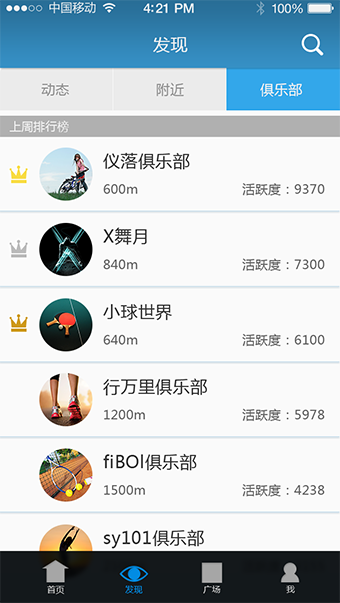 中国移动 4:21 PM 100%
发现
动态 附近 俱乐部
上周排行榜
仪落俱乐部
600m 活跃度：9370
X舞月
840m 活跃度：7300
小球世界
640m 活跃度：6100
行万里俱乐部
1200m 活跃度：5978
fiBOl俱乐部
1500m 活跃度：4238
sy101俱乐部
首页 发现 广场 我